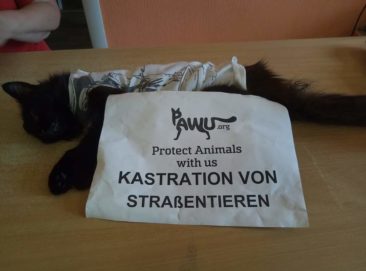 PAWU.org
Protect Animals
with us
KASTRATION VON
STRAßENTIEREN